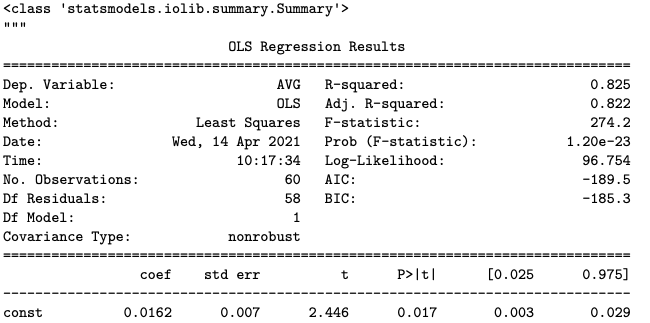 <class 'statsmodels.iolib.summary.Summary'>
"""
                            OLS Regression Results
==============================================================================
Dep. Variable:                    AVG   R-squared:                       0.825
Model:                            OLS   Adj. R-squared:                  0.822
Method:                 Least Squares   F-statistic:                     274.2
Date:                Wed, 14 Apr 2021   Prob (F-statistic):           1.20e-23
Time:                        10:17:34   Log-Likelihood:                 96.754
No. Observations:                  60   AIC:                            -189.5
Df Residuals:                      58   BIC:                            -185.3
Df Model:                           1
Covariance Type:            nonrobust
==============================================================================
                 coef    std err          t      P>|t|      [0.025      0.975]
------------------------------------------------------------------------------
const          0.0162      0.007      2.446      0.017       0.003       0.029